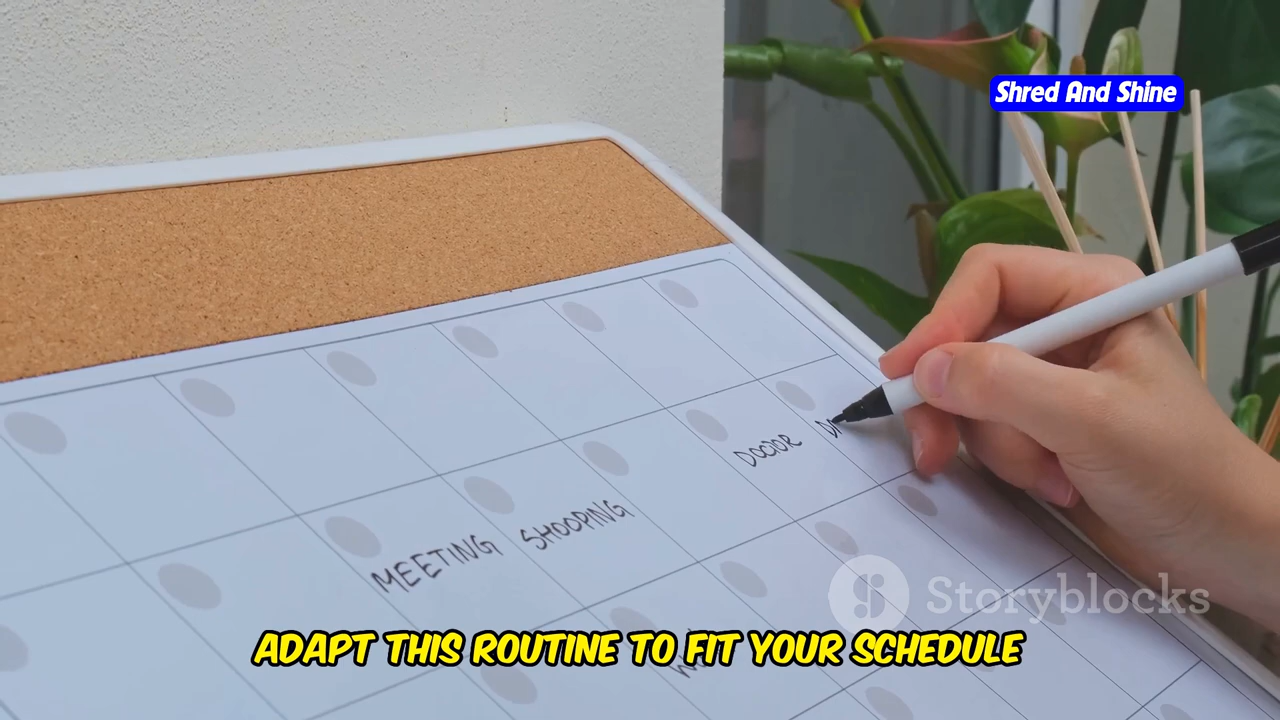 Shred And Shine
DOCTOR
MEETING SHOOPING
Storyblocks
ADAPT THIS ROUTINE TO FIT YOUR SCHEDULE